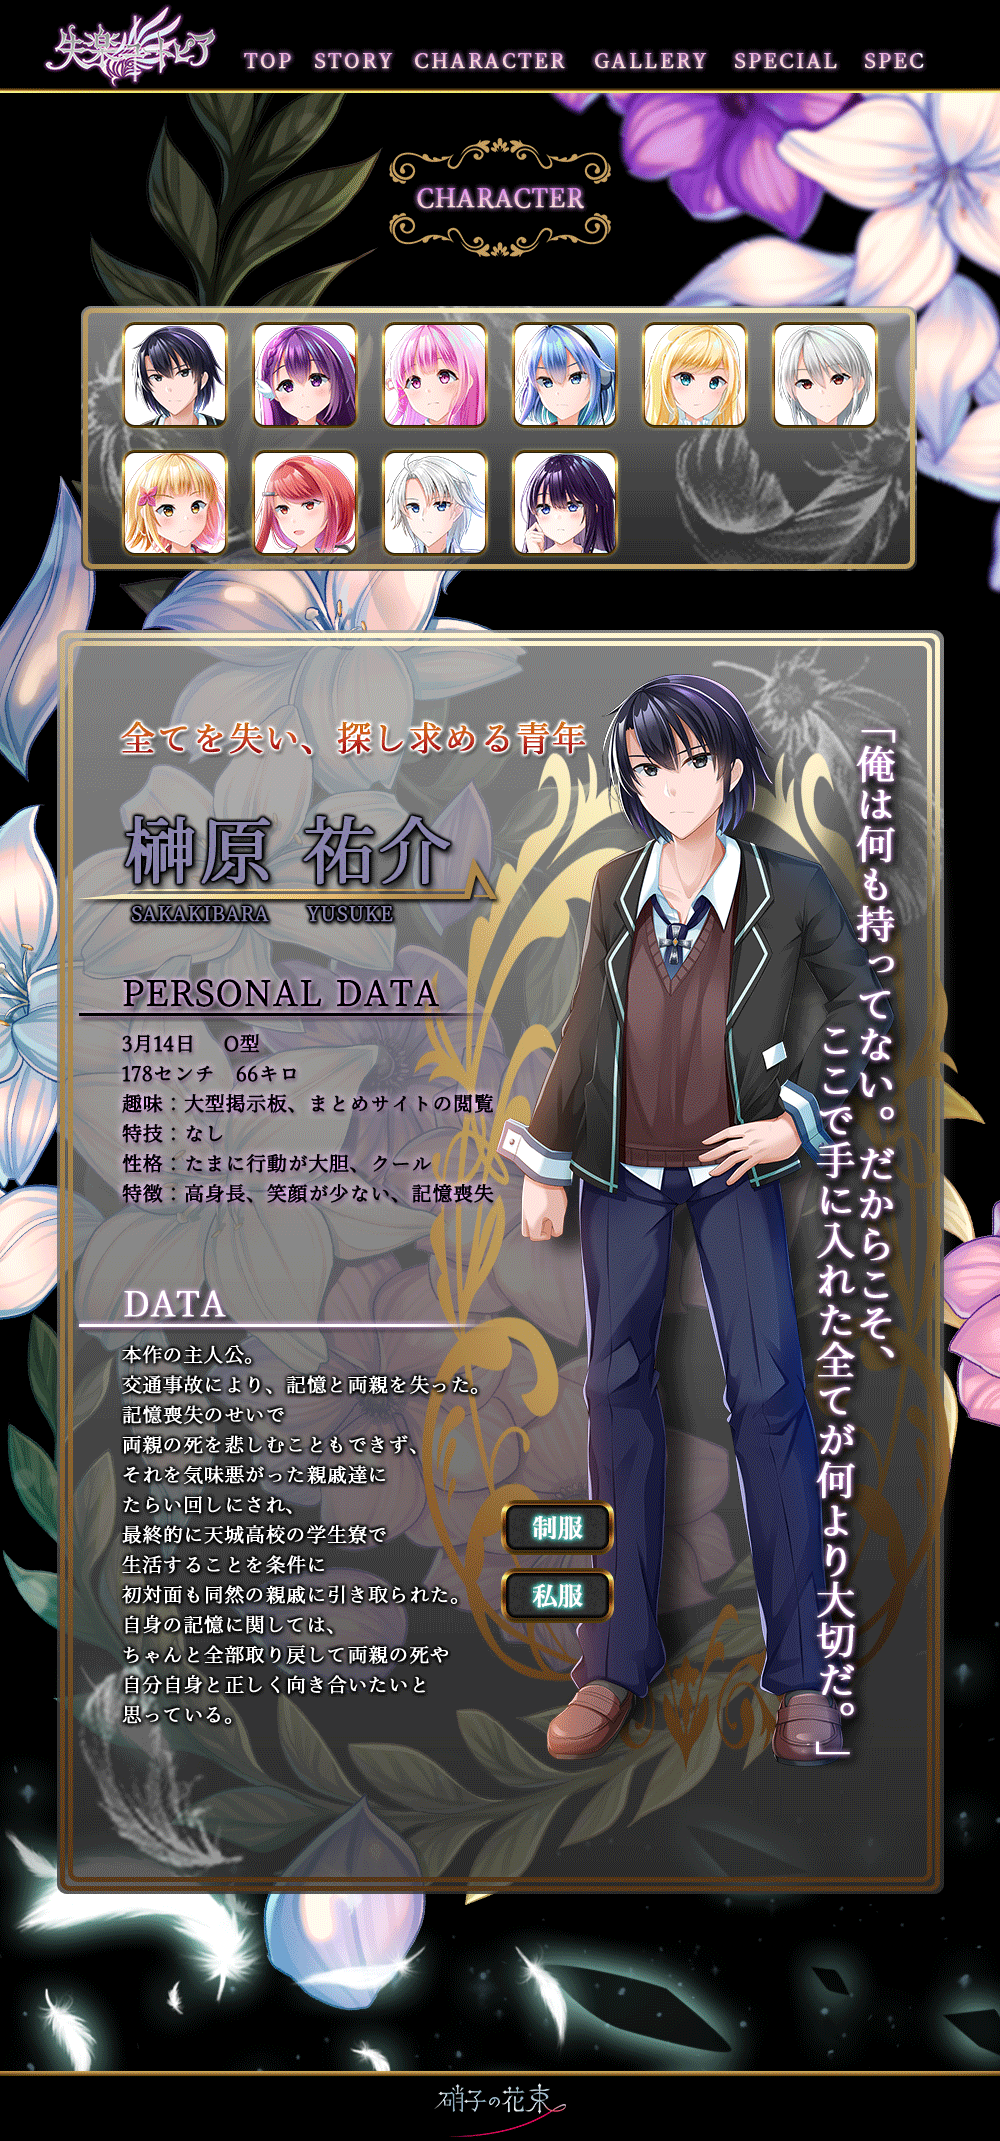 失楽ノネトピア
TOP STORY CHARACTER GALLERY SPECIAL SPEC
CHARACTER
全てを失い、探し求める青年
榊原 祐介
SAKAKIBARA YUSUKE
PERSONAL DATA
3月14日 O型
178センチ 66キロ
趣味：大型掲示板、まとめサイトの閲覧
特技：なし
性格：たまに行動が大胆、クール
特徴：高身長、笑顔が少ない、記憶喪失
DATA
本作の主人公。
交通事故により、記憶と両親を失った。
記憶喪失のせいで
両親の死を悲しむこともできず、
それを気味悪がった親戚達に
たらい回しにされ、
最終的に天城高校の学生寮で
生活することを条件に
初対面も同然の親戚に引き取られた。
自身の記憶に関しては、
ちゃんと全部取り戻して両親の死や
自分自身と正しく向き合いたいと
思っている。
制服
私服
「俺は何も持ってない。だからこそ、
ここで手に入れた全てが何より大切だ。」
硝子の花束